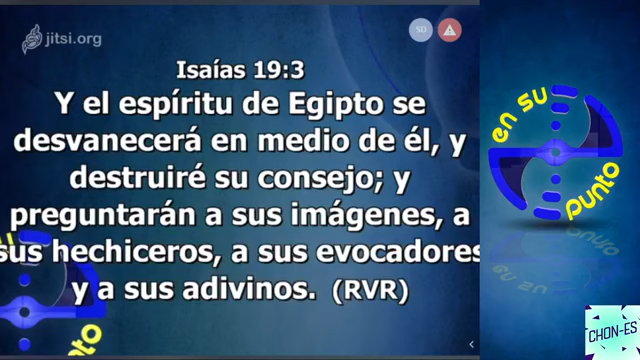 jitsi.org
SD
Isaías 19:3
Y el espíritu de Egipto se
desvanecerá en medio de él, y
destruiré su consejo; y
preguntarán a sus imágenes, a
sus hechiceros, a sus evocadores
y a sus adivinos. (RVR)
en su
punto
punto
CHON-ES